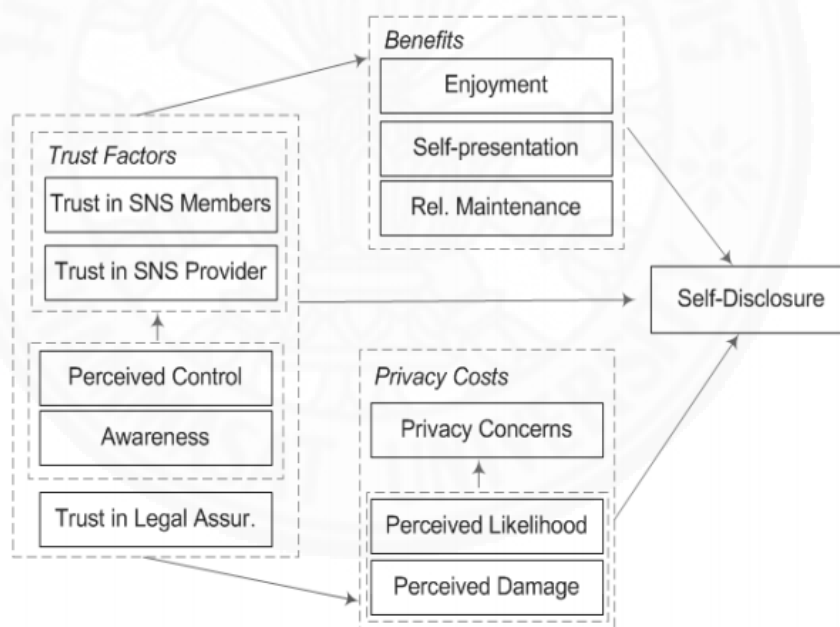 Benefits
Enjoyment
Self-presentation
Rel. Maintenance
Trust Factors
Trust in SNS Members
Trust in SNS Provider
Perceived Control
Awareness
Trust in Legal Assur.
Self-Disclosure
Privacy Costs
Privacy Concerns
Perceived Likelihood
Perceived Damage